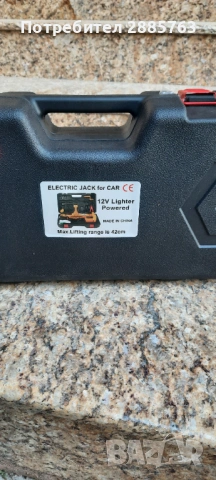 Потребител 2885763
ELECTRIC JACK for CAR CE
12V Lighter
Powered
MADE IN CHINA
Max Lifting range is 42cm
bazar